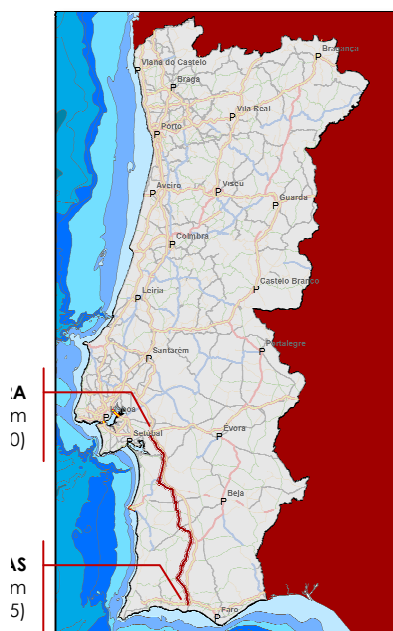 Bragança
Viana do Castelo
Braga
Vila Real
Porto
Aveiro
Viseu
Guarda
Coimbra
Castelo Branco
Leiria
Portalegre
Santarém
RA
m
0)
Évora
Setúbal
Beja
AS
m
5)
Faro